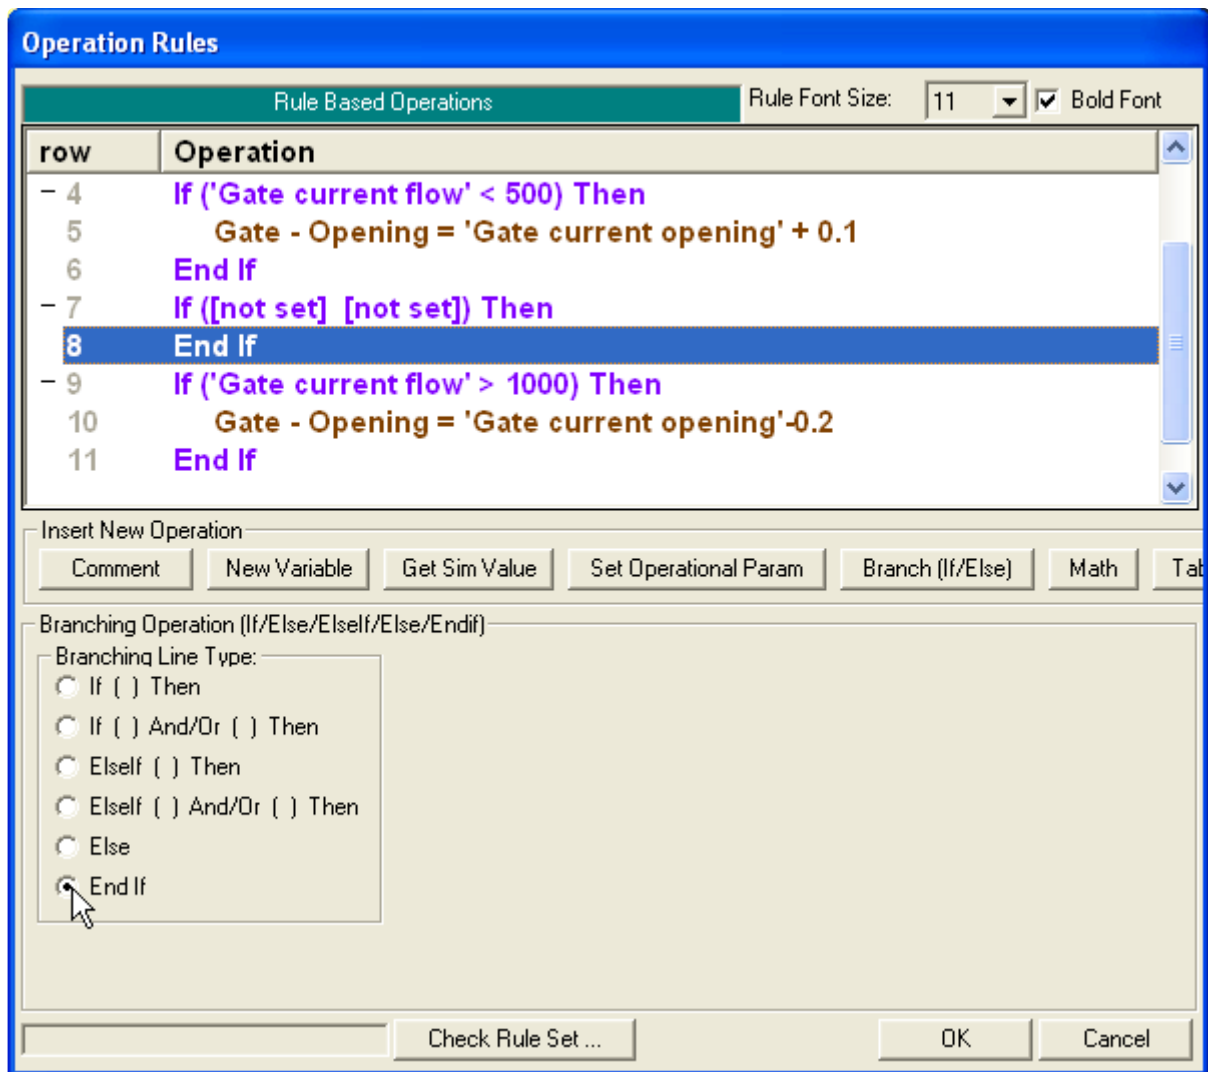 Operation Rules
Rule Based Operations Rule Font Size: 11 Bold Font
row Operation
4 If ('Gate current flow' < 500) Then
5 Gate - Opening = 'Gate current opening' + 0.1
6 End If
7 If ([not set] [not set]) Then
8 End If
9 If ('Gate current flow' > 1000) Then
10 Gate - Opening = 'Gate current opening'-0.2
11 End If
Insert New Operation
Comment New Variable Get Sim Value Set Operational Param Branch (If/Else) Math Tab
Branching Operation (If/Else/ElseIf/Else/Endif)
Branching Line Type:
If ( ) Then
If ( ) And/Or ( ) Then
ElseIf ( ) Then
ElseIf ( ) And/Or ( ) Then
Else
End If
Check Rule Set ... OK Cancel